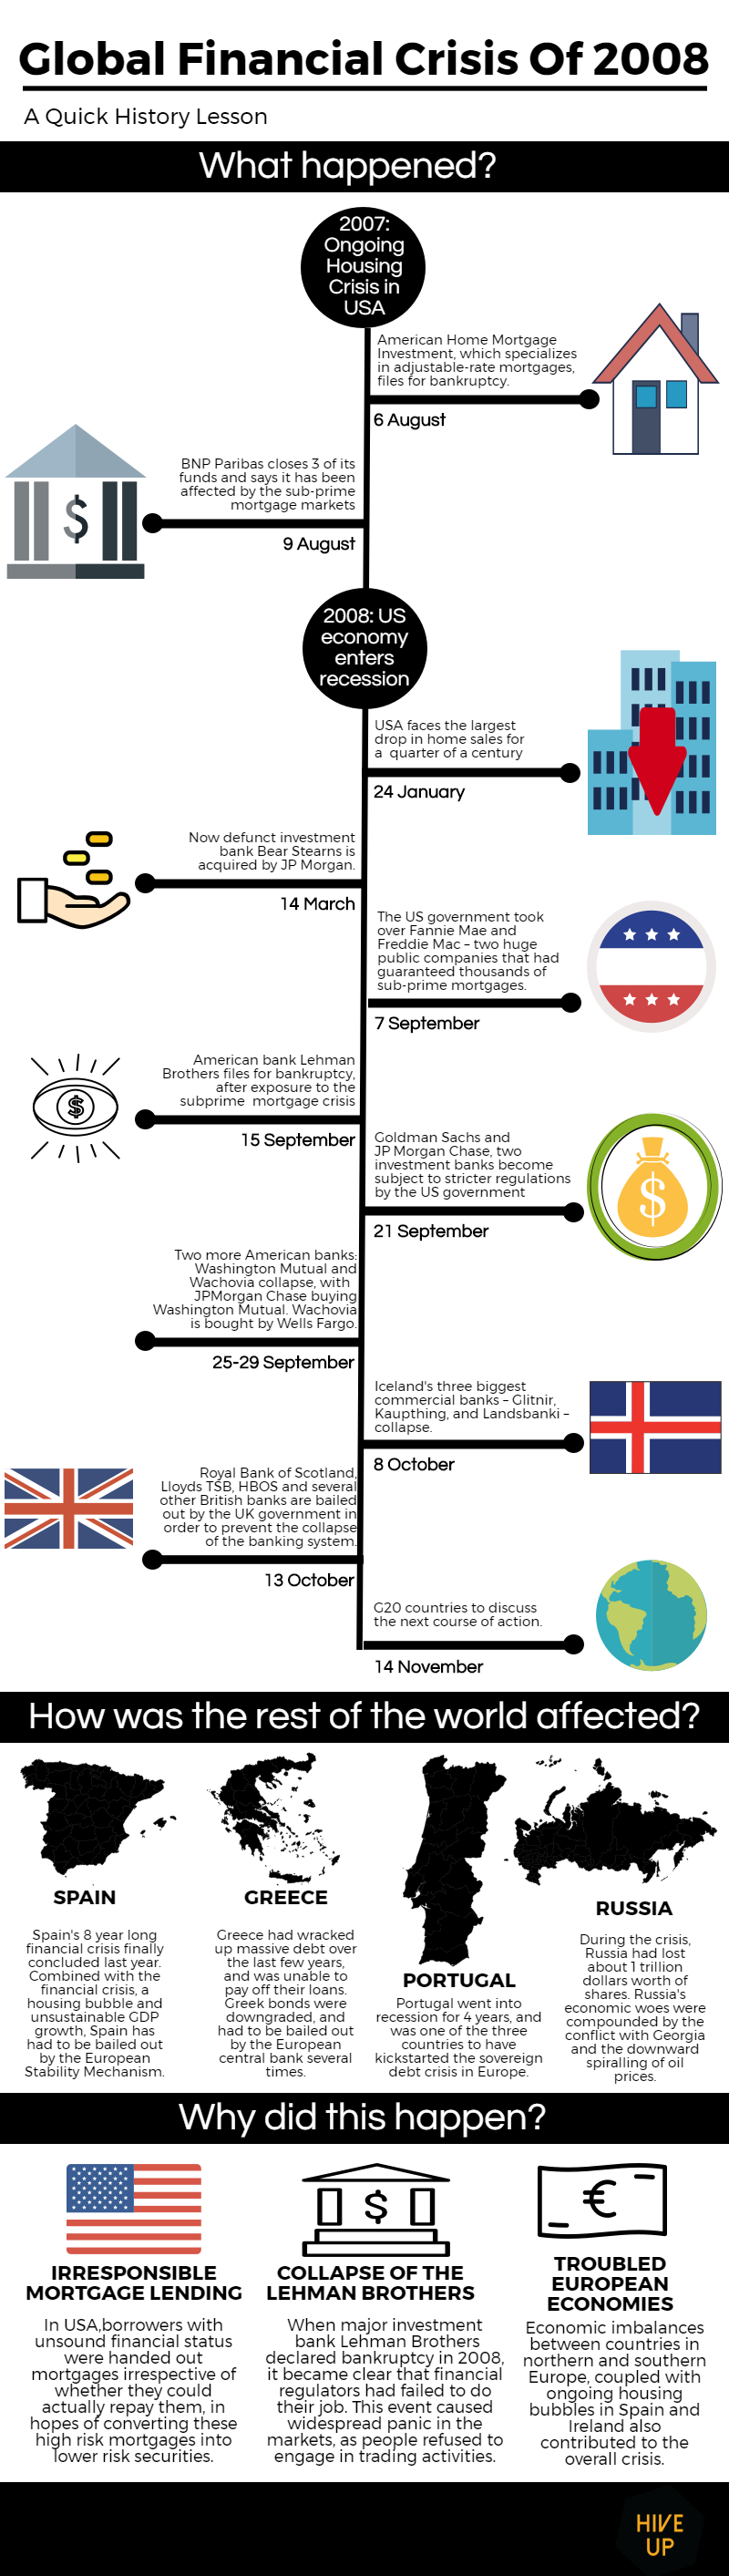 Global Financial Crisis Of 2008
A Quick History Lesson
What happened?
2007:
Ongoing
Housing
Crisis in
USA
American Home Mortgage
Investment, which specializes
in adjustable-rate mortgages,
files for bankruptcy.
6 August
BNP Paribas closes 3 of its
funds and says it has been
affected by the sub-prime
mortgage markets
$
9 August
2008: US
economy
enters
recession
USA faces the largest
drop in home sales for
a quarter of a century
24 January
Now defunct investment
bank Bear Stearns is
acquired by JP Morgan.
14 March
The US government took
over Fannie Mae and
Freddie Mac – two huge
public companies that had
guaranteed thousands of
sub-prime mortgages.
7 September
American bank Lehman
Brothers files for bankruptcy,
after exposure to the
subprime mortgage crisis
$
15 September
Goldman Sachs and
JP Morgan Chase, two
investment banks become
subject to stricter regulations
by the US government
$
21 September
Two more American banks:
Washington Mutual and
Wachovia collapse, with
JPMorgan Chase buying
Washington Mutual. Wachovia
is bought by Wells Fargo.
25-29 September
Iceland's three biggest
commercial banks – Glitnir,
Kaupthing, and Landsbanki –
collapse.
8 October
Royal Bank of Scotland,
Lloyds TSB, HBOS and several
other British banks are bailed
out by the UK government in
order to prevent the collapse
of the banking system.
13 October
G20 countries to discuss
the next course of action.
14 November
How was the rest of the world affected?
SPAIN
Spain's 8 year long
financial crisis finally
concluded last year.
Combined with the
financial crisis, a
housing bubble and
unsustainable GDP
growth, Spain has
had to be bailed out
by the European
Stability Mechanism.
GREECE
Greece had wracked
up massive debt over
the last few years,
and was unable to
pay off their loans.
Greek bonds were
downgraded, and
had to be bailed out
by the European
central bank several
times.
PORTUGAL
Portugal went into
recession for 4 years, and
was one of the three
countries to have
kickstarted the sovereign
debt crisis in Europe.
RUSSIA
During the crisis,
Russia had lost
about 1 trillion
dollars worth of
shares. Russia's
economic woes were
compounded by the
conflict with Georgia
and the downward
spiralling of oil
prices.
Why did this happen?
IRRESPONSIBLE
MORTGAGE LENDING
In USA,borrowers with
unsound financial status
were handed out
mortgages irrespective of
whether they could
actually repay them, in
hopes of converting these
high risk mortgages into
lower risk securities.
$
COLLAPSE OF THE
LEHMAN BROTHERS
When major investment
bank Lehman Brothers
declared bankruptcy in 2008,
it became clear that financial
regulators had failed to do
their job. This event caused
widespread panic in the
markets, as people refused to
engage in trading activities.
€
TROUBLED
EUROPEAN
ECONOMIES
Economic imbalances
between countries in
northern and southern
Europe, coupled with
ongoing housing
bubbles in Spain and
Ireland also
contributed to the
overall crisis.
HIVE
UP